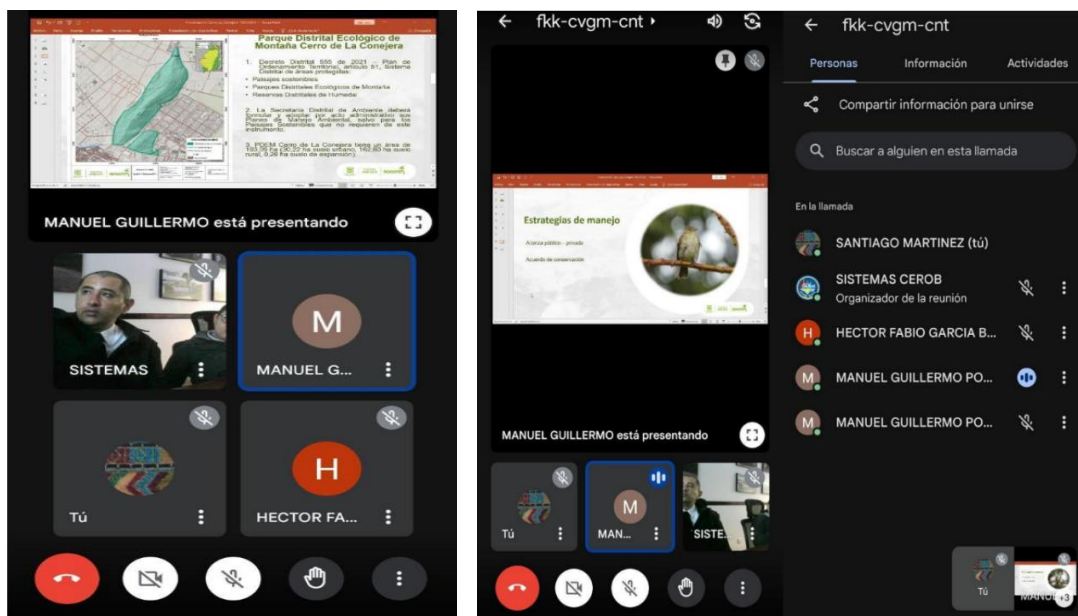 Parque Distrital Ecológico de
Montaña Cerro de La Conejera
1. Decreto Distrital 555 de 2021 – Plan de
Ordenamiento Territorial, artículo 51, Sistema
Distrital de áreas protegidas:
• Paisajes sostenibles
• Parques Distritales Ecológicos de Montaña
• Reservas Distritales de Humedal
2. La Secretaría Distrital de Ambiente deberá
formular y adoptar por acto administrativo sus
Planes de Manejo Ambiental, salvo para los
Paisajes Sostenibles que no requieren de este
instrumento.
3. PDEM Cerro de La Conejera tiene un área de
rural, 0,26 ha suelo de expansión).
MANUEL GUILLERMO está presentando
SISTEMAS
MANUEL G...
M
Tú
HECTOR FA...
H
fkk-cvgm-cnt
Estrategias de manejo
Alianza público - privada
Acuerdo de conservación
MANUEL GUILLERMO está presentando
Tú
M
MAN...
SISTE...
fkk-cvgm-cnt
Personas Información Actividades
Compartir información para unirse
Buscar a alguien en esta llamada
En la llamada
SANTIAGO MARTINEZ (tú)
SISTEMAS CEROB
Organizador de la reunión
H HECTOR FABIO GARCIA B...
M MANUEL GUILLERMO PO...
M MANUEL GUILLERMO PO...
Tú
+3